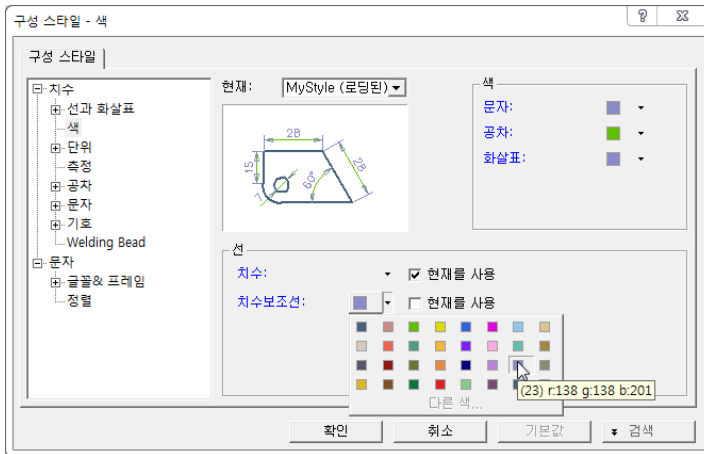 구성 스타일 - 색
구성 스타일
치수
선과 화살표
색
단위
측정
공차
문자
기호
Welding Bead
문자
글꼴& 프레임
정렬
현재:
MyStyle (로딩된)
28
15
28
60°
7
색
문자:
공차:
화살표:
선
치수:
현재를 사용
치수보조선:
현재를 사용
(23) r:138 g:138 b:201
다른 색...
확인
취소
기본값
검색